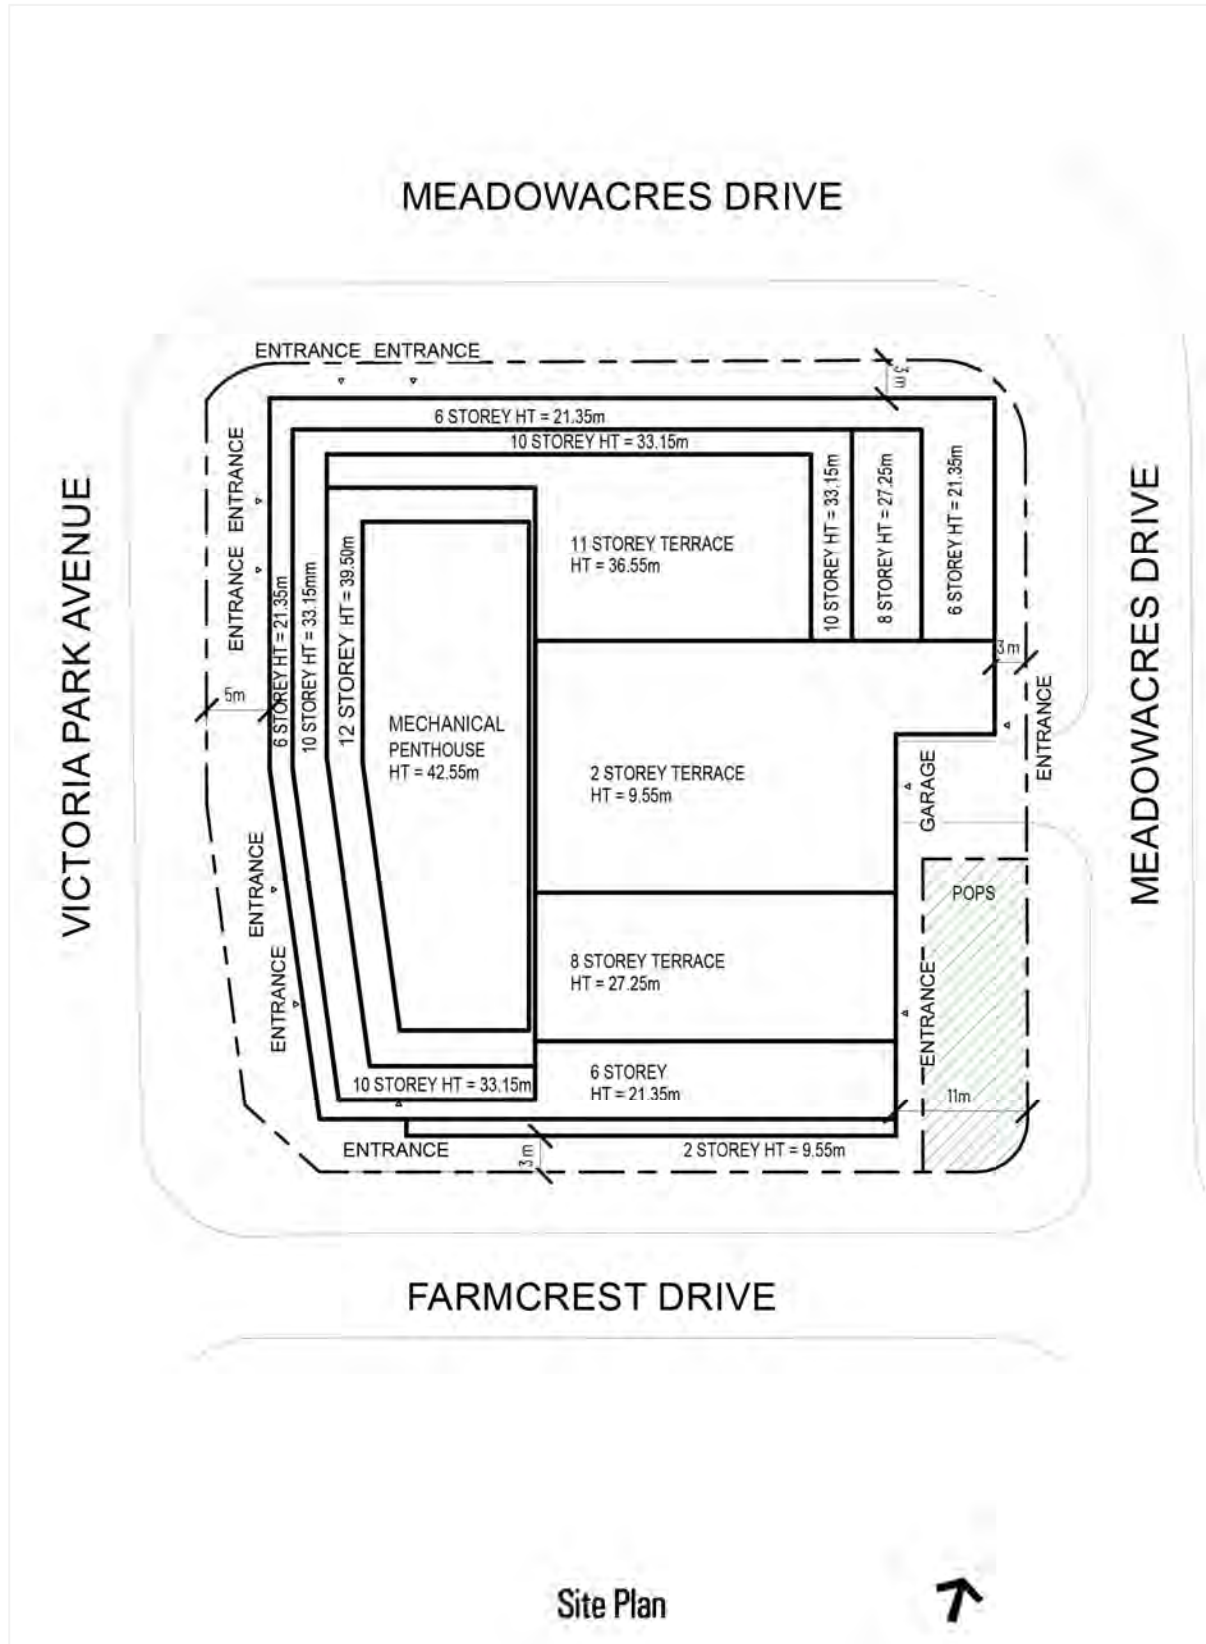 MEADOWACRES DRIVE
ENTRANCE ENTRANCE
3 m
6 STOREY HT = 21.35m
10 STOREY HT = 33.15m
ENTRANCE ENTRANCE
VICTORIA PARK AVENUE
5m
6 STOREY HT = 21.35m
10 STOREY HT = 33.15mm
12 STOREY HT = 39.50m
MECHANICAL
PENTHOUSE
HT = 42.55m
11 STOREY TERRACE
HT = 36.55m
10 STOREY HT = 33.15m
8 STOREY HT = 27.25m
6 STOREY HT = 21.35m
3 m
MEADOWACRES DRIVE
ENTRANCE
2 STOREY TERRACE
HT = 9.55m
GARAGE
ENTRANCE
ENTRANCE
POPS
8 STOREY TERRACE
HT = 27.25m
ENTRANCE
6 STOREY
HT = 21.35m
10 STOREY HT = 33.15m
11m
ENTRANCE
3 m
2 STOREY HT = 9.55m
FARMCREST DRIVE
Site Plan